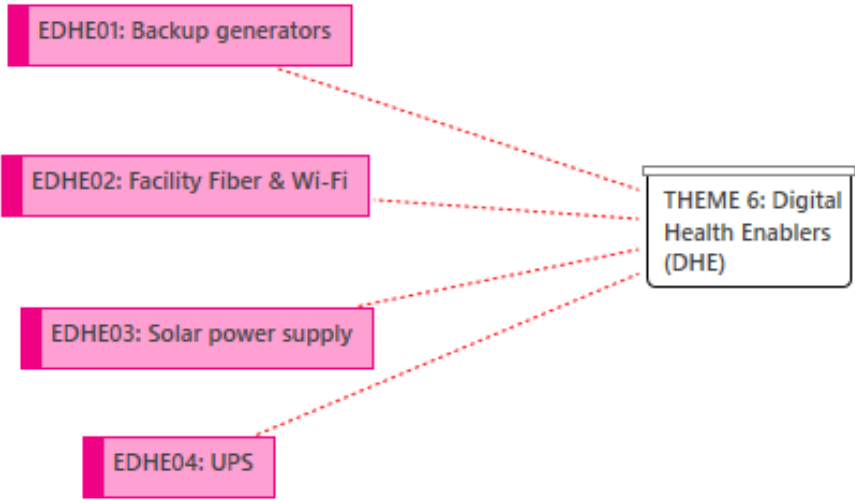 EDHE01: Backup generators
EDHE02: Facility Fiber & Wi-Fi
THEME 6: Digital
Health Enablers
(DHE)
EDHE03: Solar power supply
EDHE04: UPS